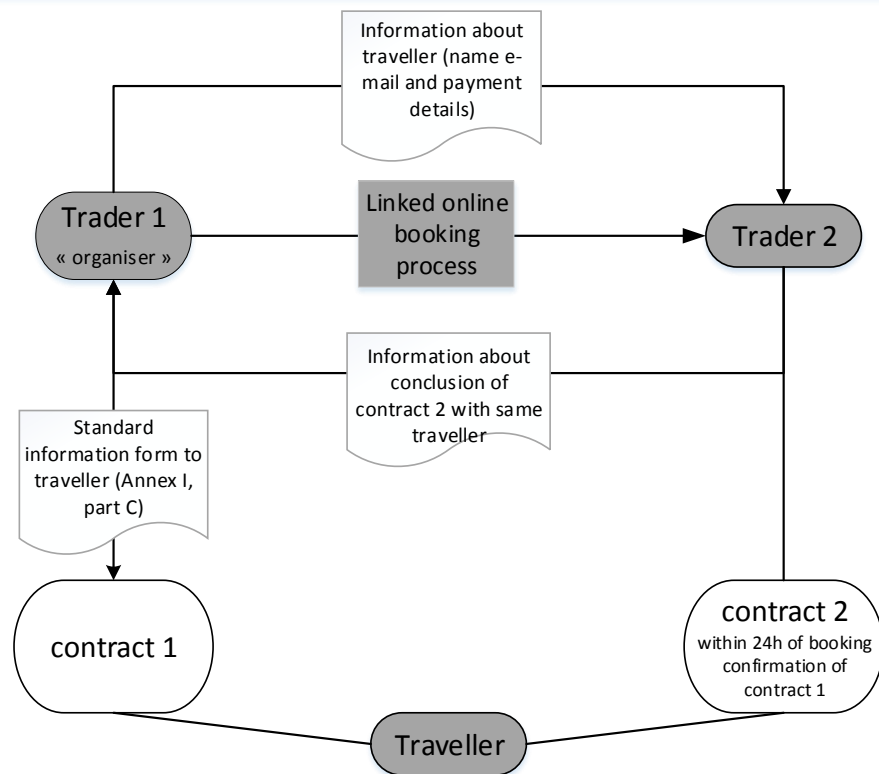 Information about
traveller (name e-
mail and payment
details)
Trader 1
« organiser »
Linked online
booking
process
Trader 2
Information about
conclusion of
contract 2 with same
traveller
Standard
information form to
traveller (Annex I,
part C)
contract 1
contract 2
within 24h of booking
confirmation of
contract 1
Traveller